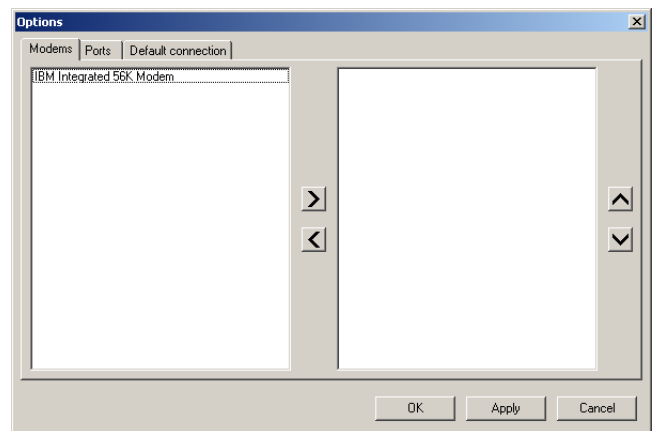 Options
Modems Ports Default connection
IBM Integrated 56K Modem
OK Apply Cancel